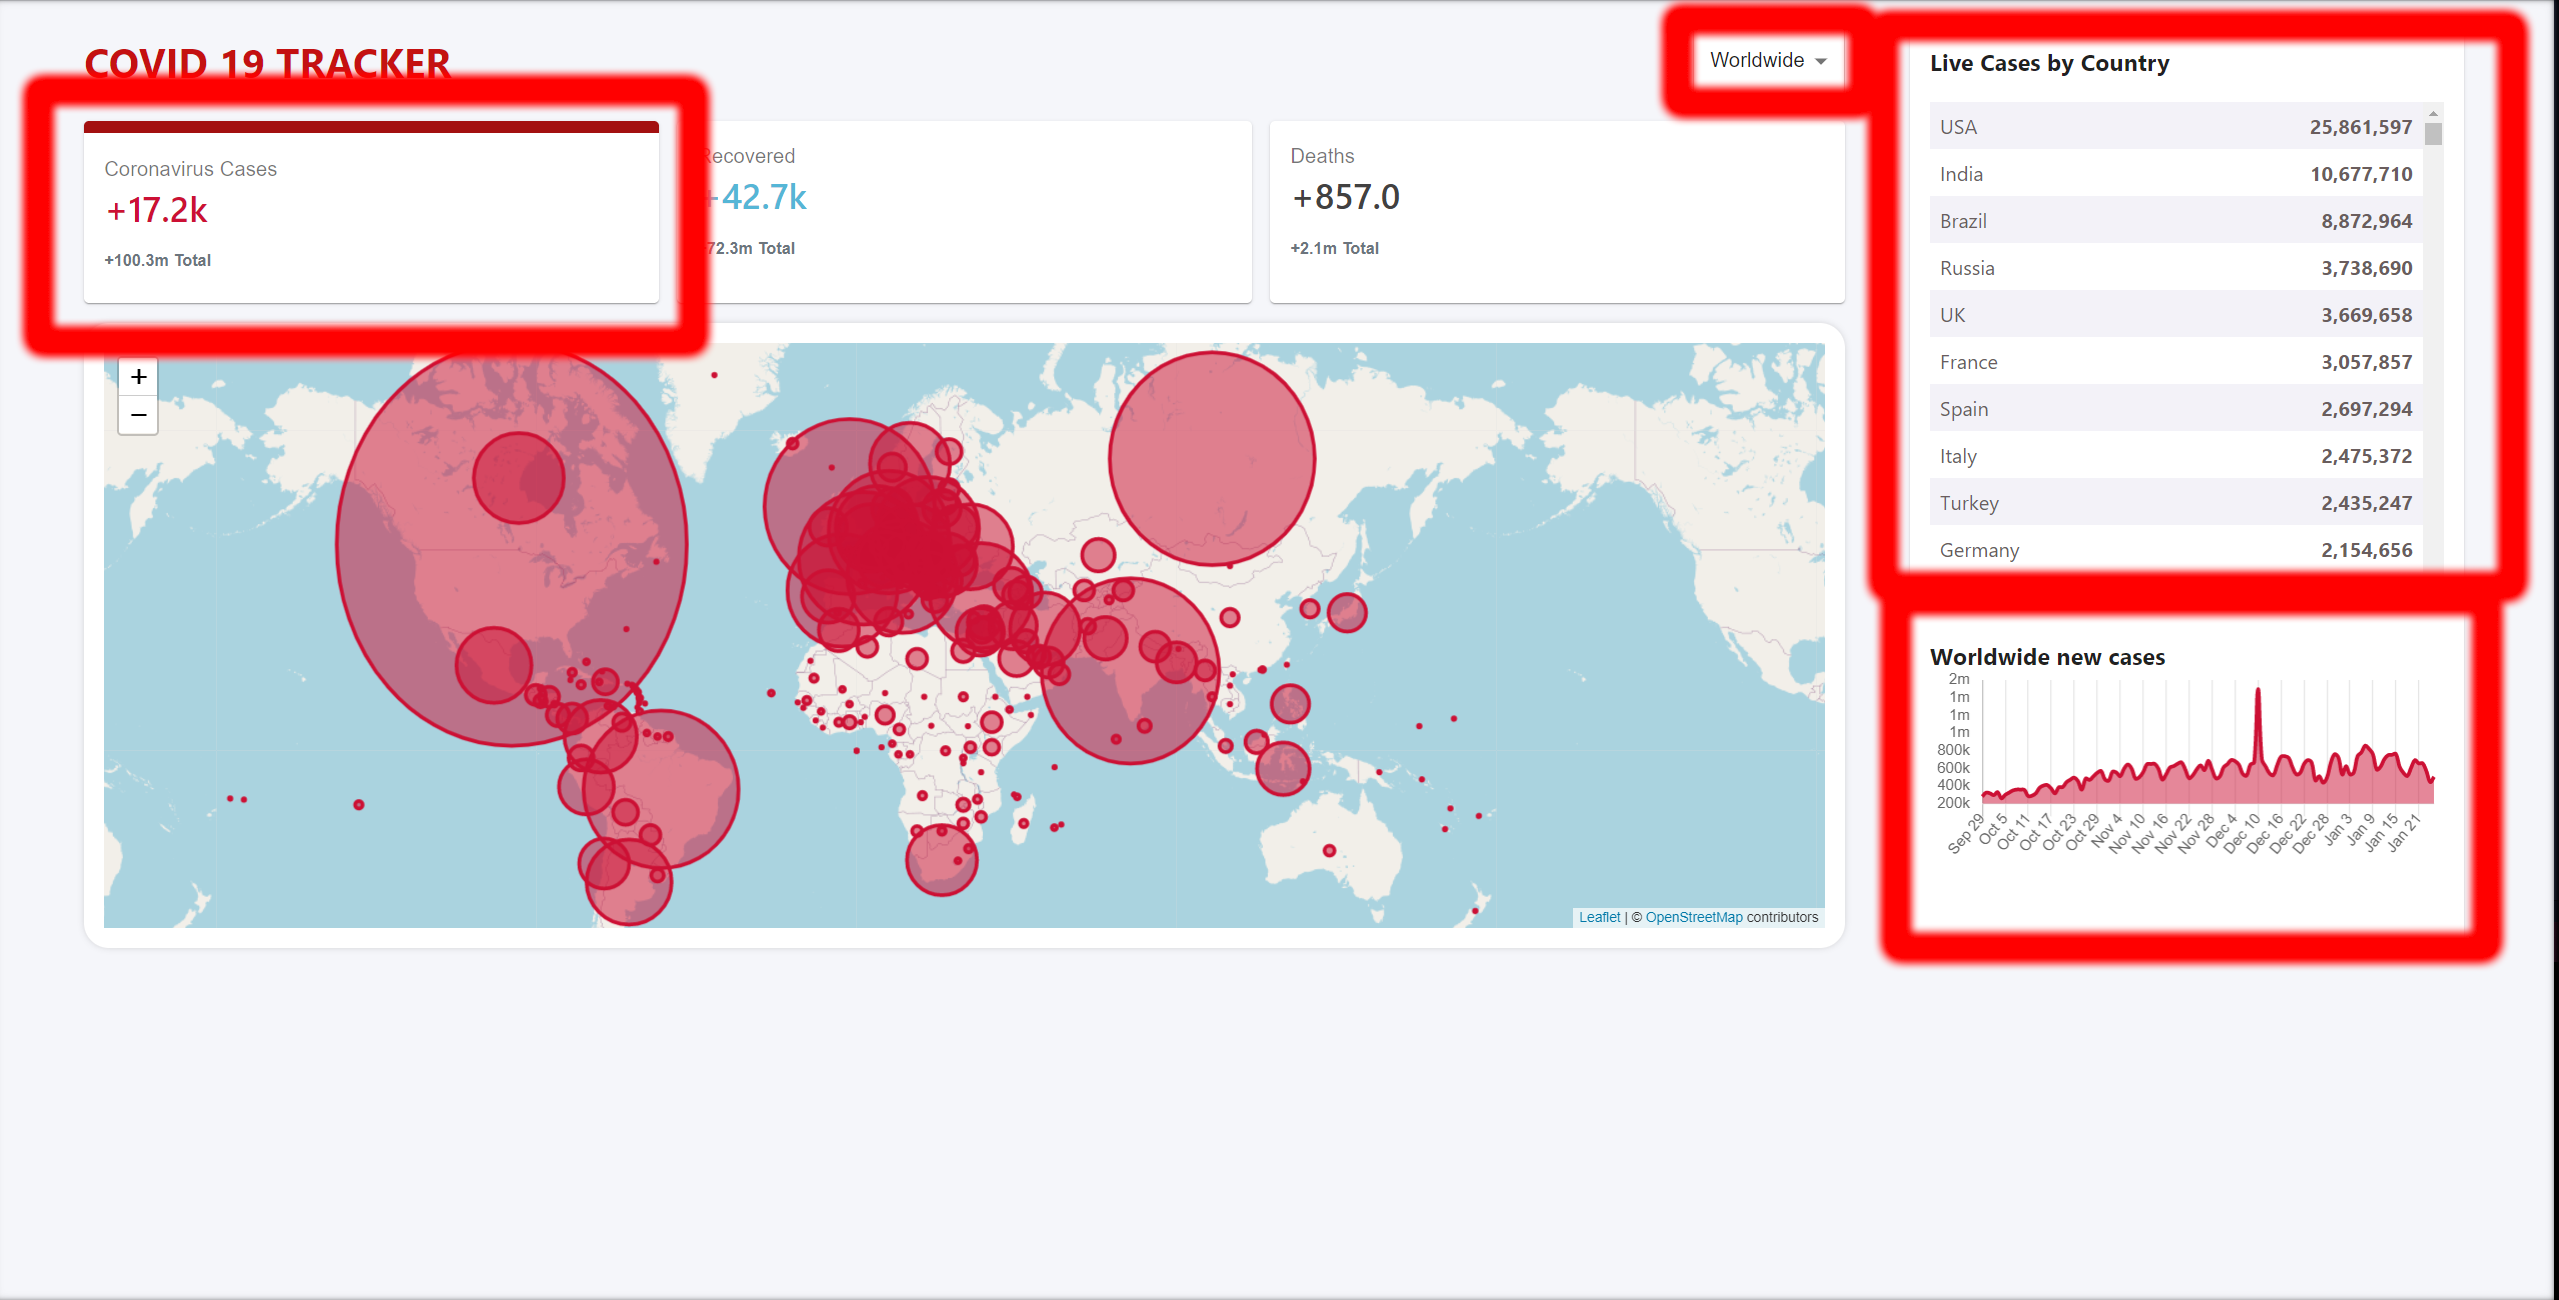 COVID 19 TRACKER
Worldwide
Coronavirus Cases
+17.2k
+100.3m Total
Recovered
+42.7k
72.3m Total
Deaths
+857.0
+2.1m Total
+
−
Leaflet | © OpenStreetMap contributors
Live Cases by Country
USA 25,861,597
India 10,677,710
Brazil 8,872,964
Russia 3,738,690
UK 3,669,658
France 3,057,857
Spain 2,697,294
Italy 2,475,372
Turkey 2,435,247
Germany 2,154,656
Worldwide new cases
2m
1m
1m
1m
800k
600k
400k
200k
Sep 29 Oct 5 Oct 11 Oct 17 Oct 23 Oct 29 Nov 4 Nov 10 Nov 16 Nov 22 Nov 28 Dec 4 Dec 10 Dec 16 Dec 22 Dec 28 Jan 3 Jan 9 Jan 15 Jan 21